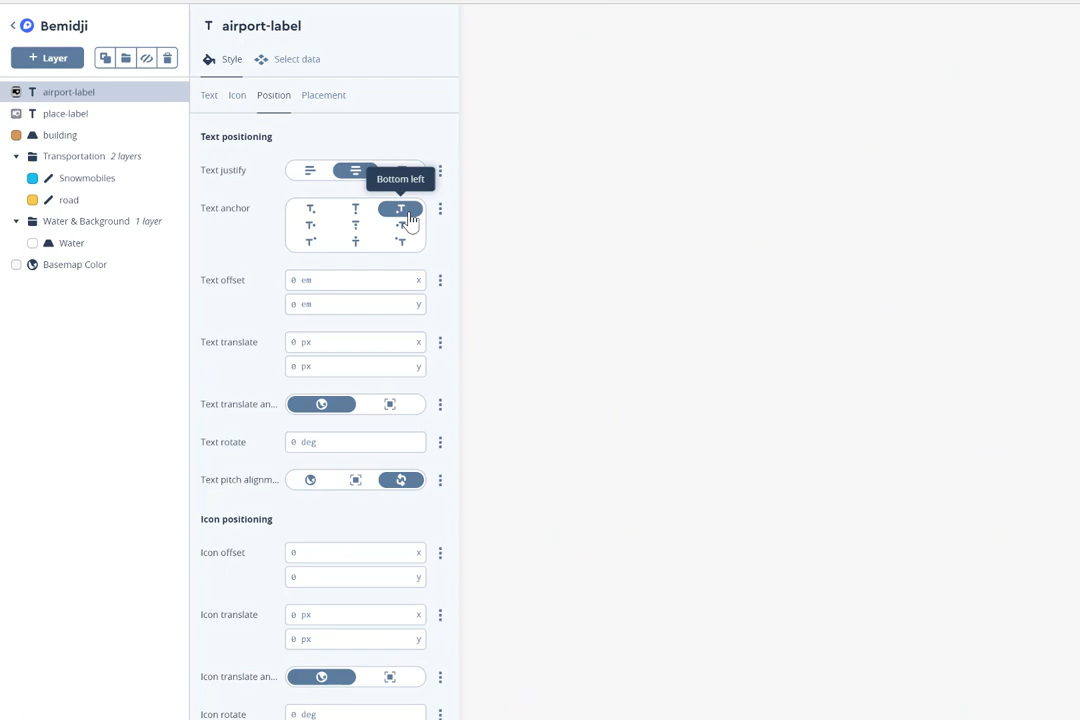 Bemidji
+ Layer
airport-label
place-label
building
Transportation 2 layers
Snowmobiles
road
Water & Background 1 layer
Water
Basemap Color
T airport-label
Style Select data
Text Icon Position Placement
Text positioning
Text justify
Bottom left
Text anchor
Text offset 0 em x
0 em y
Text translate 0 px x
0 px y
Text translate an...
Text rotate 0 deg
Text pitch alignm...
Icon positioning
Icon offset 0 x
0 y
Icon translate 0 px x
0 px y
Icon translate an...
Icon rotate 0 deg